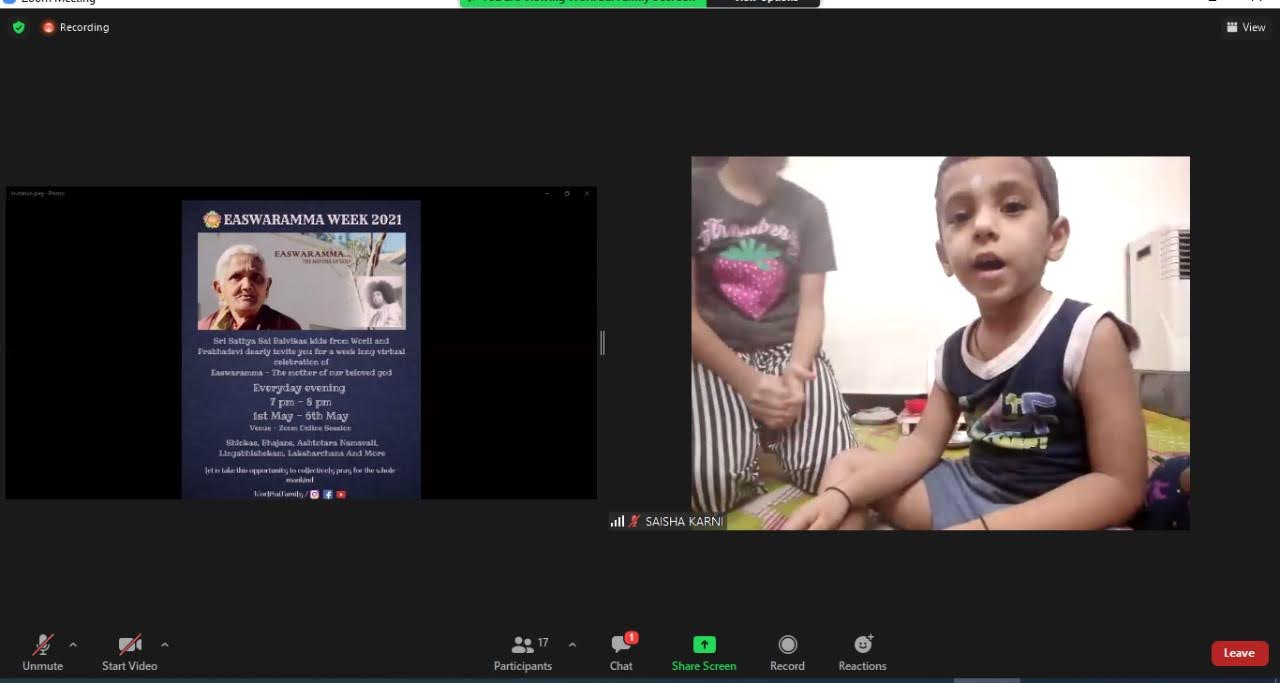 Zoom Meeting
Recording
View
invitation.jpeg - Photos
EASWARAMMA WEEK 2021
EASWARAMMA...
THE MOTHER OF GOD
Sri Sathya Sai Balvikas kids from Worli and
Prabhadevi dearly invite you for a week long virtual
celebration of
Easwaramma - The mother of our beloved god
Everyday evening
7 pm - 8 pm
1st May - 6th May
Venue - Zoom Online Session
Shlokas, Bhajans, Ashtotara Namavali,
Lingabhishekam, Laksharchana And More
Let us take this opportunity to collectively pray for the whole
mankind
WorliSaiFamily /
Strawberry
SAISHA KARNI
Unmute
Start Video
17
Participants
1
Chat
Share Screen
Record
Reactions
Leave